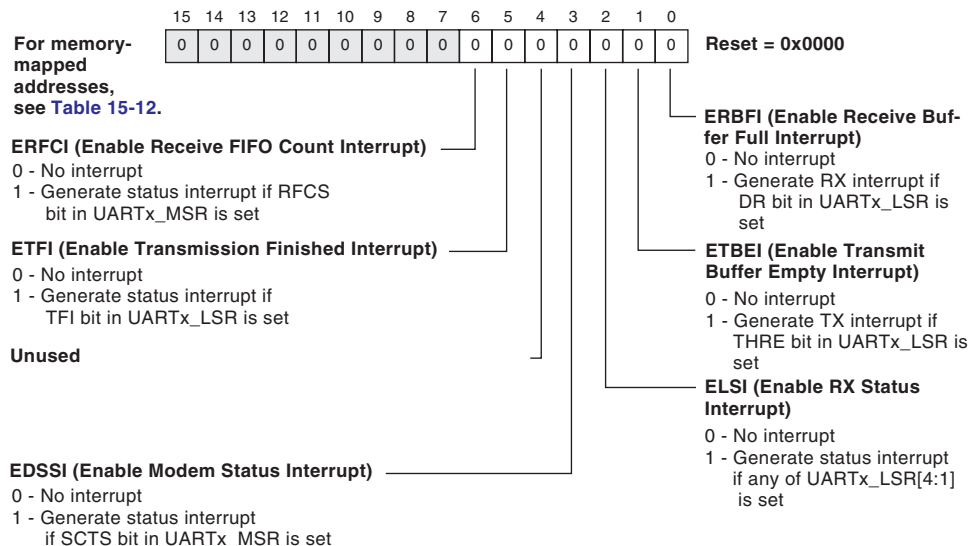 15 14 13 12 11 10 9 8 7 6 5 4 3 2 1 0
For memory-
mapped
addresses,
see Table 15-12.
0 0 0 0 0 0 0 0 0 0 0 0 0 0 0 0
Reset = 0x0000
ERFCI (Enable Receive FIFO Count Interrupt)
0 - No interrupt
1 - Generate status interrupt if RFCS
bit in UARTx_MSR is set
ETFI (Enable Transmission Finished Interrupt)
0 - No interrupt
1 - Generate status interrupt if
TFI bit in UARTx_LSR is set
Unused
EDSSI (Enable Modem Status Interrupt)
0 - No interrupt
1 - Generate status interrupt
if SCTS bit in UARTx_MSR is set
ERBFI (Enable Receive Buf-
fer Full Interrupt)
0 - No interrupt
1 - Generate RX interrupt if
DR bit in UARTx_LSR is
set
ETBEI (Enable Transmit
Buffer Empty Interrupt)
0 - No interrupt
1 - Generate TX interrupt if
THRE bit in UARTx_LSR is
set
ELSI (Enable RX Status
Interrupt)
0 - No interrupt
1 - Generate status interrupt
if any of UARTx_LSR[4:1]
is set